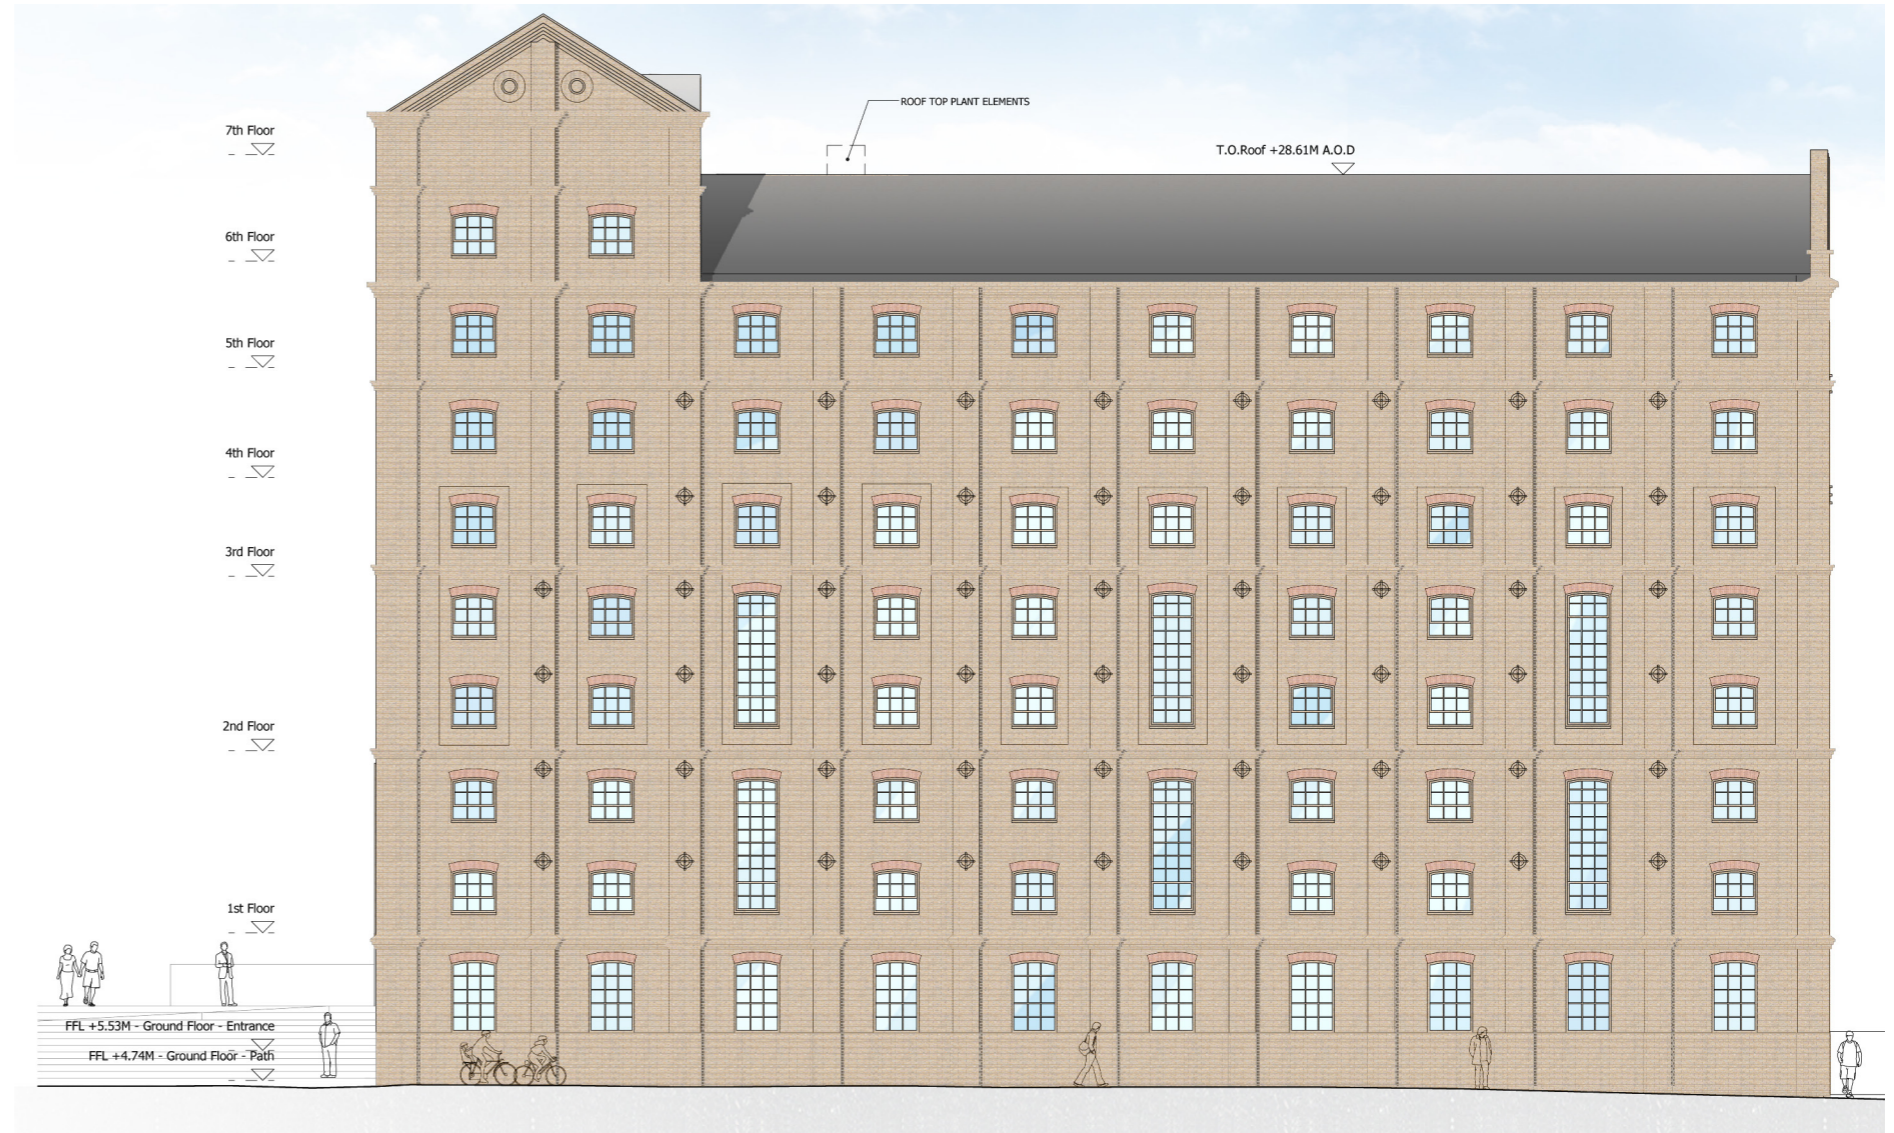 ROOF TOP PLANT ELEMENTS
7th Floor
T.O.Roof +28.61M A.O.D
6th Floor
5th Floor
4th Floor
3rd Floor
2nd Floor
1st Floor
FFL +5.53M - Ground Floor - Entrance
FFL +4.74M - Ground Floor - Path